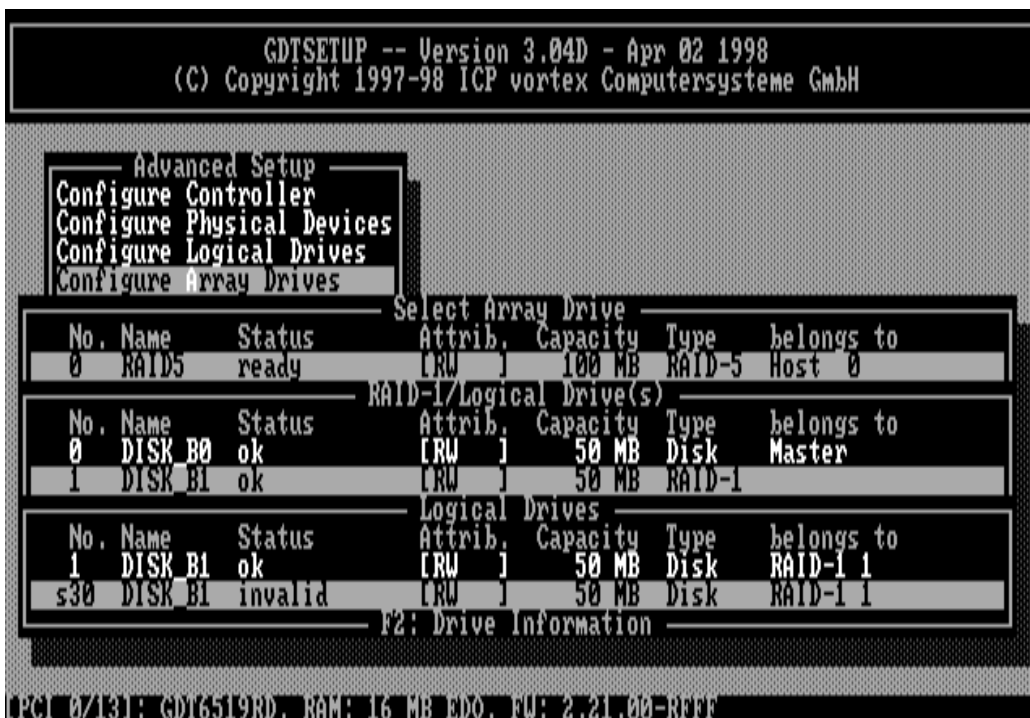 GDTSETUP -- Version 3.04D - Apr 02 1998
(C) Copyright 1997-98 ICP vortex Computersysteme GmbH
Advanced Setup
Configure Controller
Configure Physical Devices
Configure Logical Drives
Configure Array Drives
Select Array Drive
No. Name Status Attrib. Capacity Type belongs to
0 RAID5 ready [RW ] 100 MB RAID-5 Host 0
RAID-1/Logical Drive(s)
No. Name Status Attrib. Capacity Type belongs to
0 DISK_B0 ok [RW ] 50 MB Disk Master
1 DISK_B1 ok [RW ] 50 MB RAID-1
Logical Drives
No. Name Status Attrib. Capacity Type belongs to
1 DISK_B1 ok [RW ] 50 MB Disk RAID-1 1
s30 DISK_B1 invalid [RW ] 50 MB Disk RAID-1 1
F2: Drive Information
[PCI 0/13]: GDT6519RD, RAM: 16 MB EDO, FW: 2.21.00-RFFF